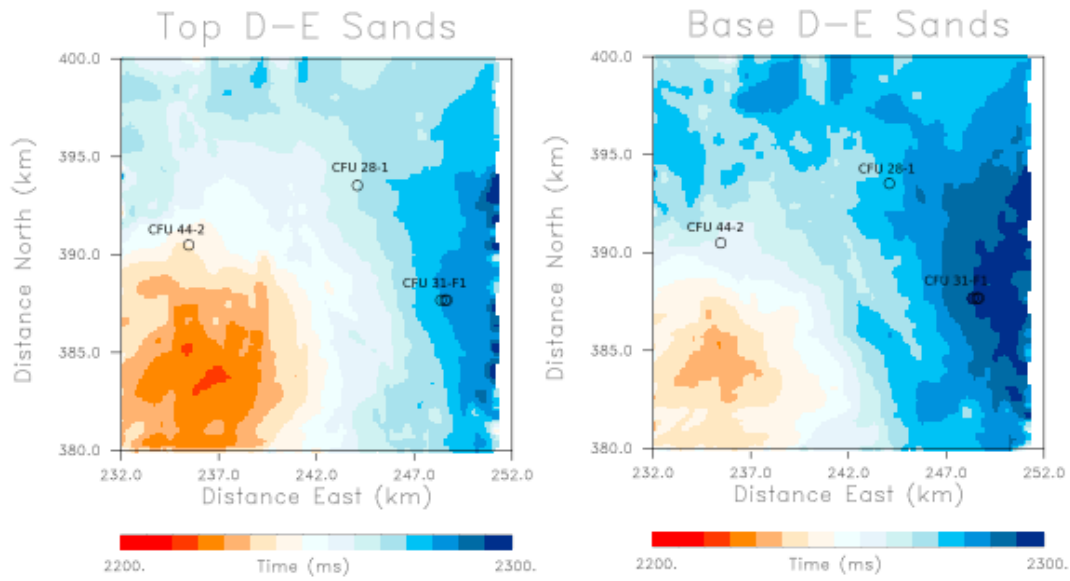 Top D-E Sands
400.0
395.0
390.0
385.0
380.0
Distance North (km)
CFU 28-1
CFU 44-2
CFU 31-F1
232.0 237.0 242.0 247.0 252.0
Distance East (km)
2200. Time (ms) 2300.
Base D-E Sands
400.0
395.0
390.0
385.0
380.0
Distance North (km)
CFU 28-1
CFU 44-2
CFU 31-F1
232.0 237.0 242.0 247.0 252.0
Distance East (km)
2200. Time (ms) 2300.